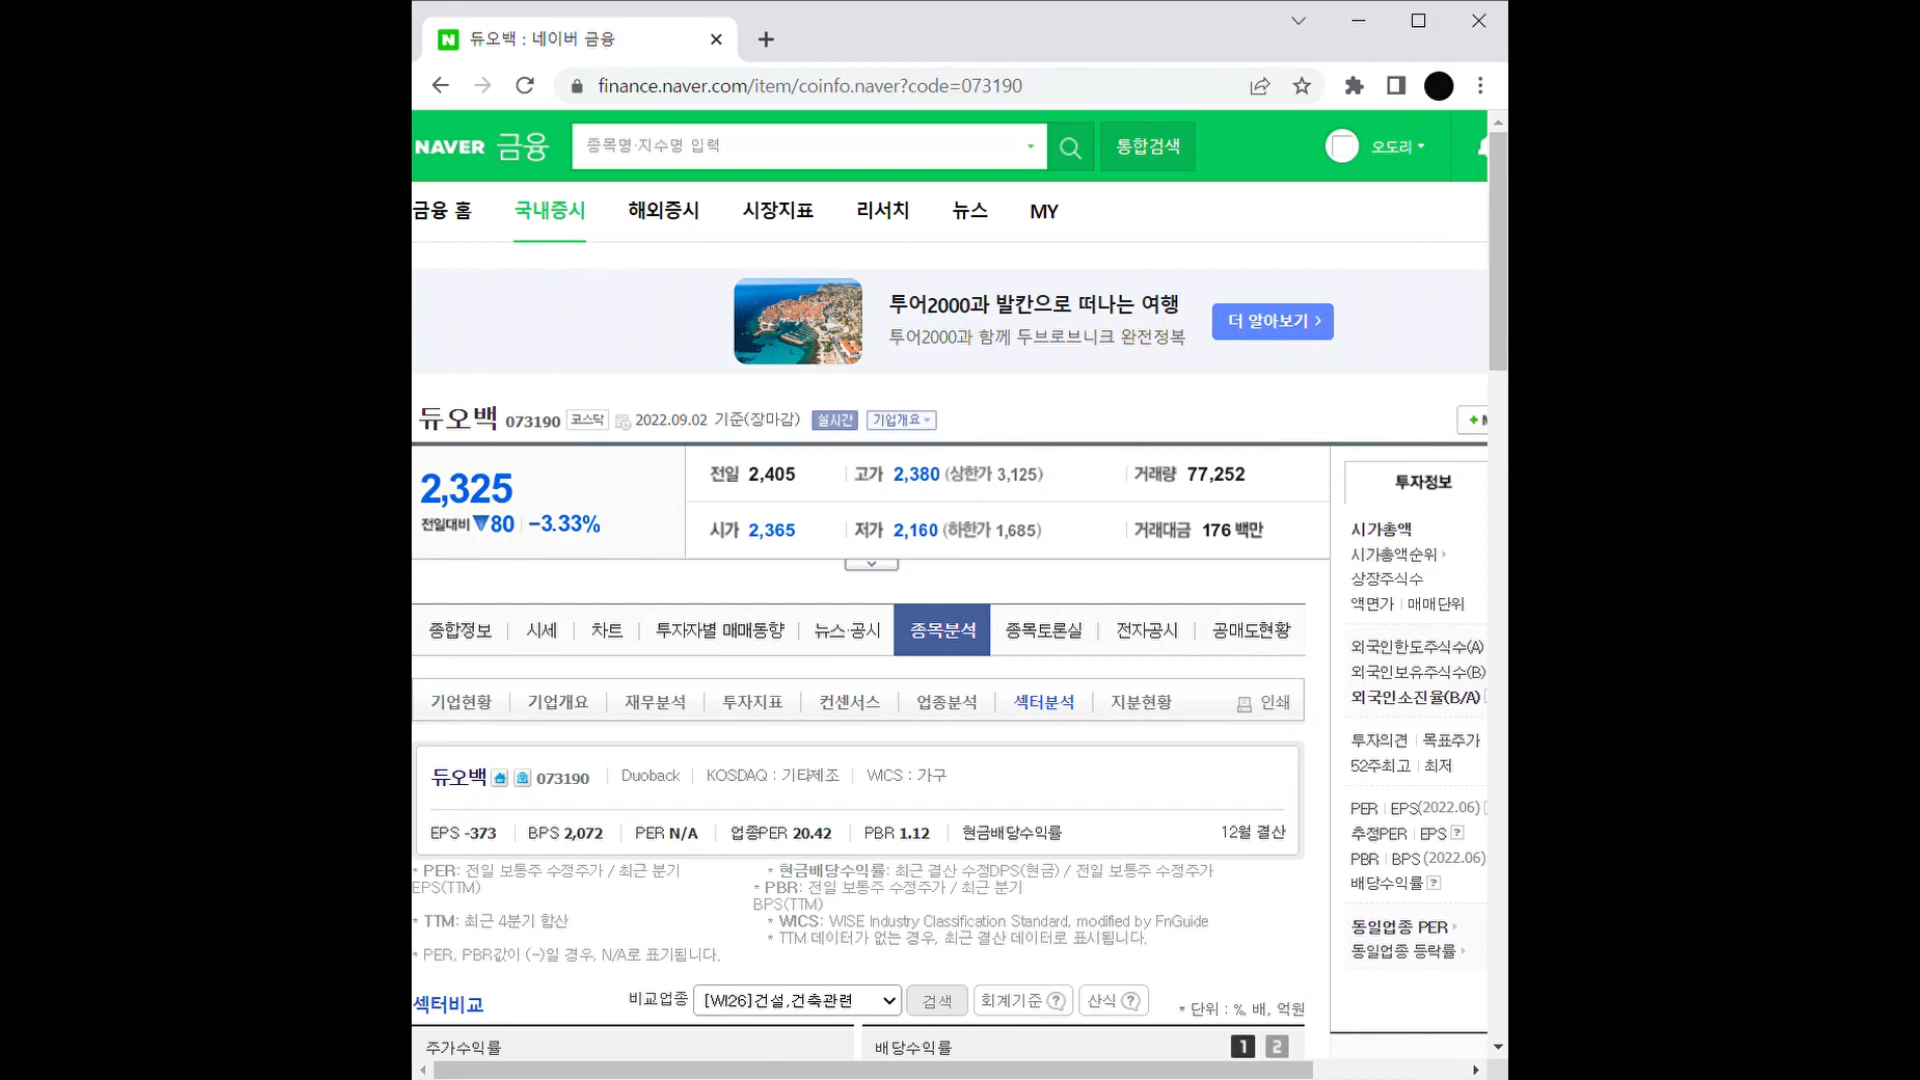 듀오백 : 네이버 금융
finance.naver.com/item/coinfo.naver?code=073190
NAVER 금융 종목명·지수명 입력 통합검색 오도리
금융 홈 국내증시 해외증시 시장지표 리서치 뉴스 MY
투어2000과 발칸으로 떠나는 여행
투어2000과 함께 두브로브니크 완전정복
더 알아보기 >
듀오백 073190 코스닥 2022.09.02 기준(장마감) 실시간 기업개요
2,325
전일대비 ▼80 -3.33%
전일 2,405 고가 2,380 (상한가 3,125) 거래량 77,252
시가 2,365 저가 2,160 (하한가 1,685) 거래대금 176 백만
투자정보
시가총액
시가총액순위
상장주식수
액면가 | 매매단위
외국인한도주식수(A)
외국인보유주식수(B)
외국인소진율(B/A)
투자의견 | 목표주가
52주최고 | 최저
PER | EPS(2022.06)
추정PER | EPS ?
PBR | BPS (2022.06)
배당수익률 ?
동일업종 PER
동일업종 등락률
종합정보 시세 차트 투자자별 매매동향 뉴스·공시 종목분석 종목토론실 전자공시 공매도현황
기업현황 기업개요 재무분석 투자지표 컨센서스 업종분석 섹터분석 지분현황 인쇄
듀오백 073190 Duoback KOSDAQ : 기타제조 WICS : 가구
EPS -373 BPS 2,072 PER N/A 업종PER 20.42 PBR 1.12 현금배당수익률 12월 결산
* PER: 전일 보통주 수정주가 / 최근 분기
EPS(TTM)
* TTM: 최근 4분기 합산
* PER, PBR값이 (-)일 경우, N/A로 표기됩니다.
* 현금배당수익률: 최근 결산 수정DPS(현금) / 전일 보통주 수정주가
* PBR: 전일 보통주 수정주가 / 최근 분기
BPS(TTM)
* WICS: WISE Industry Classification Standard, modified by FnGuide
* TTM 데이터가 없는 경우, 최근 결산 데이터로 표시됩니다.
섹터비교 비교업종 [WI26]건설,건축관련 검색 회계기준 ? 산식 ? * 단위 : %, 배, 억원
주가수익률 배당수익률 1 2